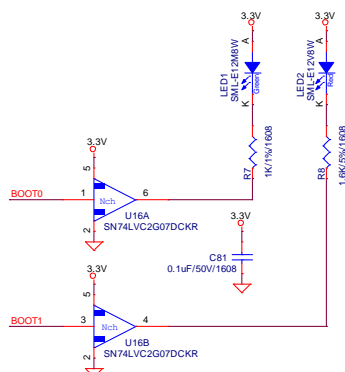 3.3V
3.3V
A
A
LED1
SML-E12M8W
Green
LED2
SML-E12V8W
Red
K
K
3.3V
R7
1K/1%/1608
R8
1.6K/5%/1608
5
BOOT0
1
Nch
6
U16A
2
SN74LVC2G07DCKR
3.3V
C81
0.1uF/50V/1608
3.3V
5
BOOT1
3
Nch
4
U16B
2
SN74LVC2G07DCKR